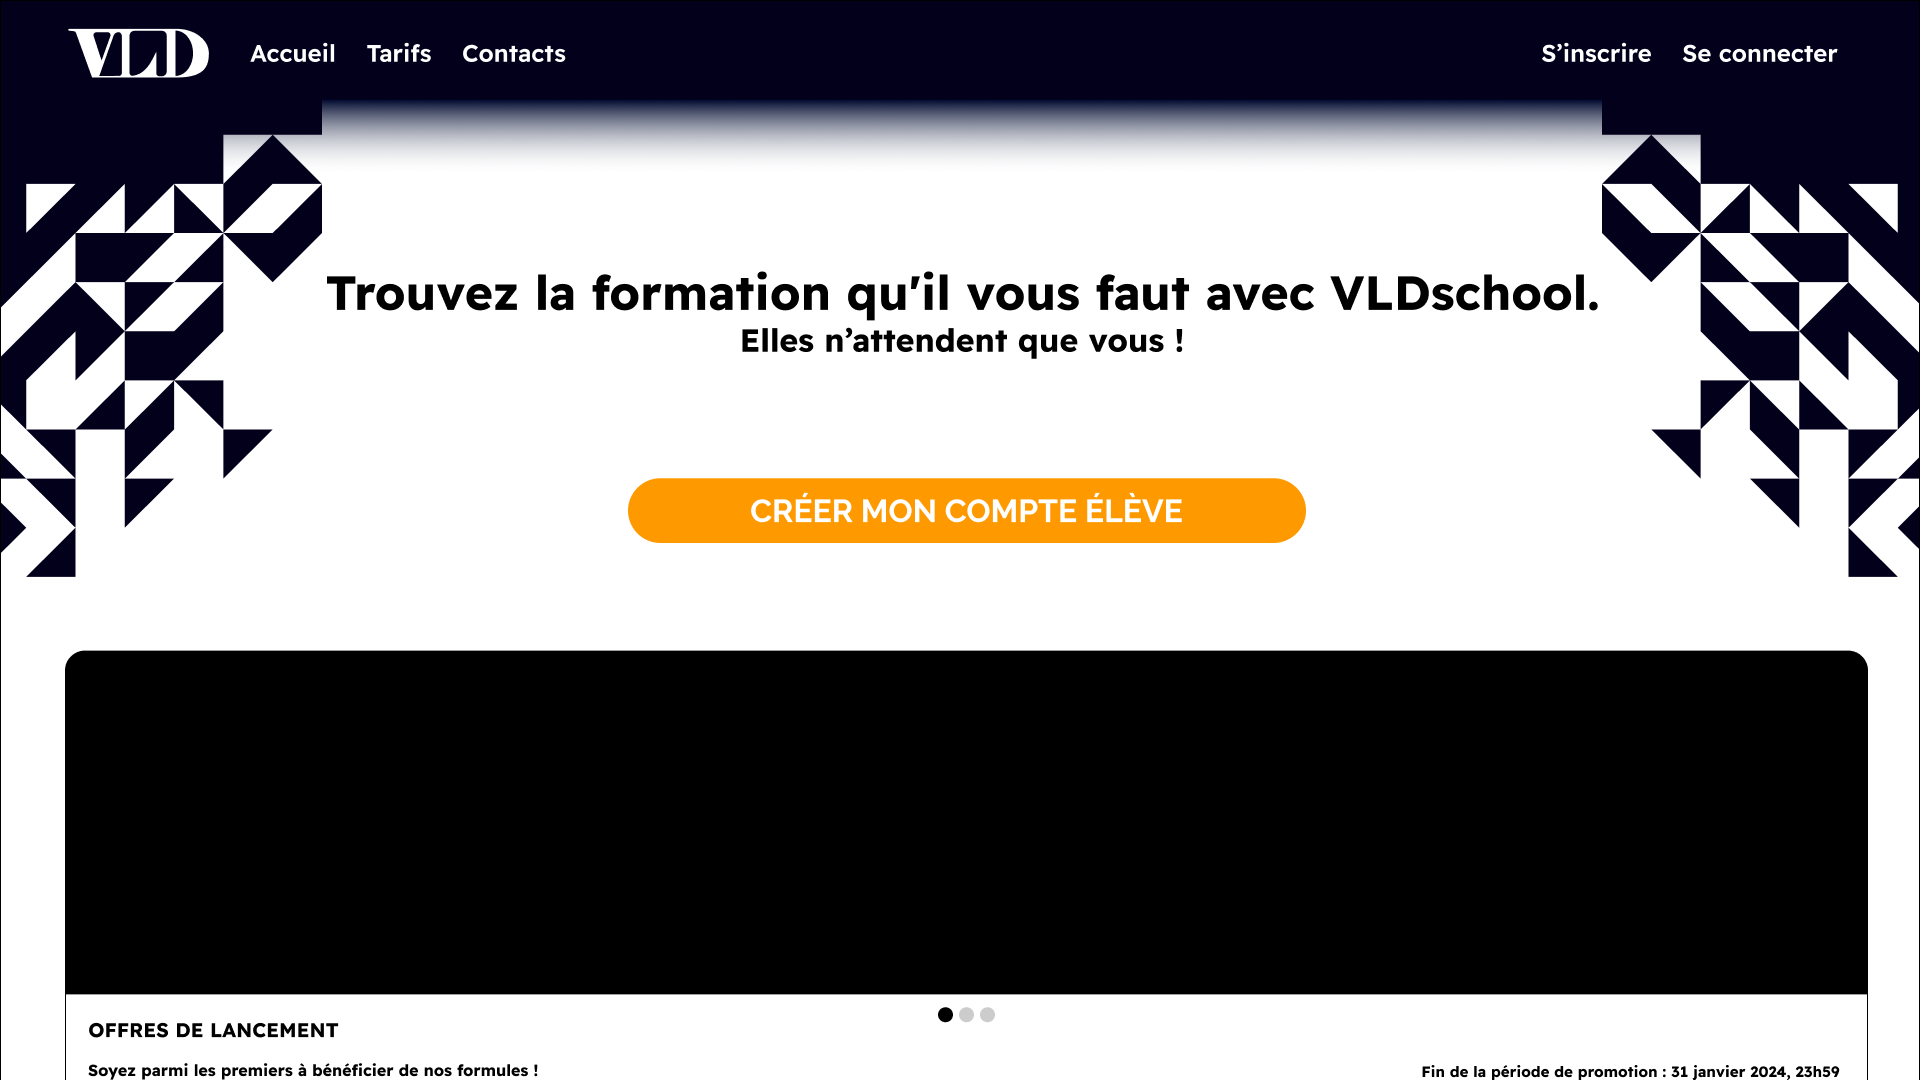 VLD Accueil Tarifs Contacts S’inscrire Se connecter
Trouvez la formation qu'il vous faut avec VLDschool.
Elles n’attendent que vous !
CRÉER MON COMPTE ÉLÈVE
OFFRES DE LANCEMENT
Soyez parmi les premiers à bénéficier de nos formules !
Fin de la période de promotion : 31 janvier 2024, 23h59